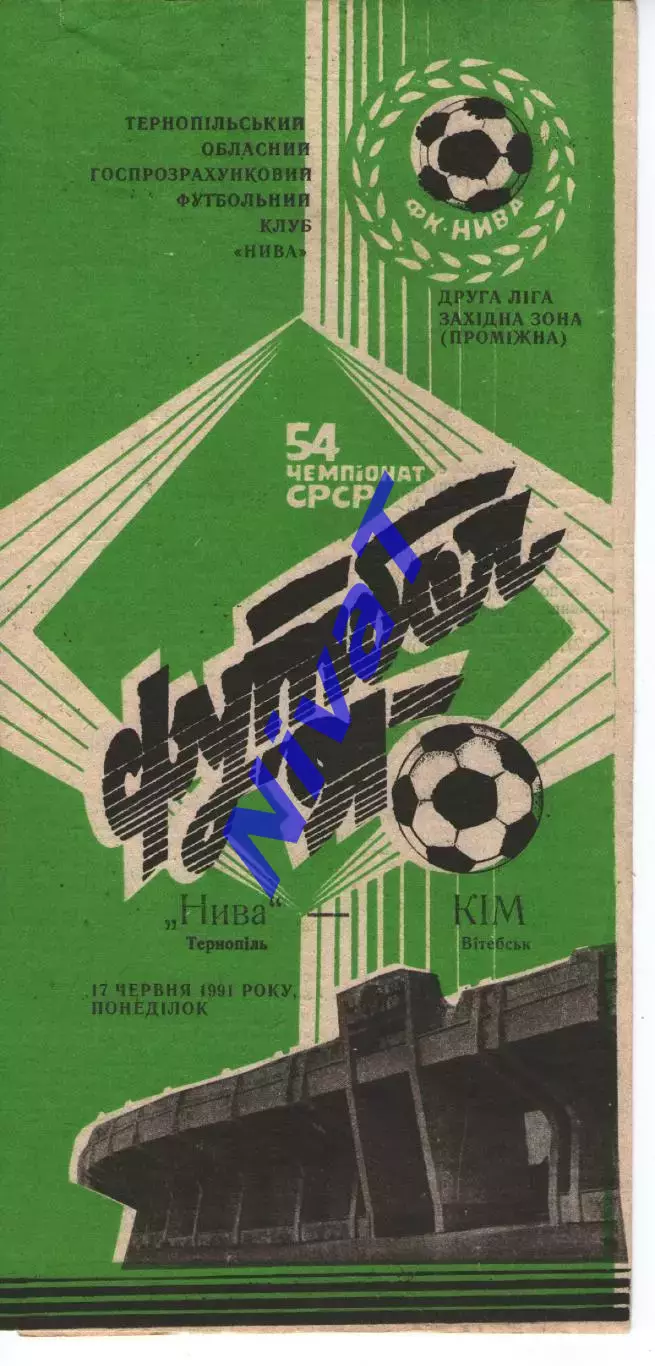 ТЕРНОПІЛЬСЬКИЙ
ОБЛАСНИЙ
ГОСПРОЗРАХУНКОВИЙ
ФУТБОЛЬНИЙ
КЛУБ
«НИВА»
ФК·НИВА
ДРУГА ЛІГА
ЗАХІДНА ЗОНА
(ПРОМІЖНА)
54
ЧЕМПІОНАТ
СРСР
футбол
NivaT
„Нива“ — КІМ
Тернопіль Вітебськ
17 ЧЕРВНЯ 1991 РОКУ,
ПОНЕДІЛОК